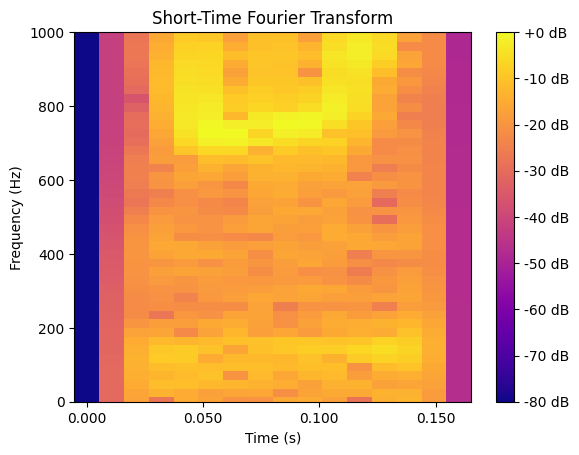 Short-Time Fourier Transform
1000
800
600
400
200
0
Frequency (Hz)
0.000
0.050
0.100
0.150
Time (s)
+0 dB
-10 dB
-20 dB
-30 dB
-40 dB
-50 dB
-60 dB
-70 dB
-80 dB